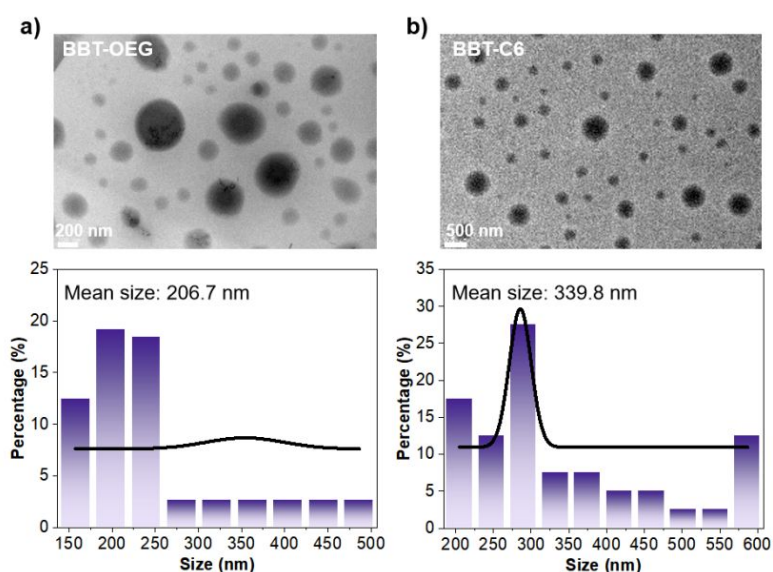 a)
BBT-OEG
200 nm
Mean size: 206.7 nm
Percentage (%)
25
20
15
10
5
0
150 200 250 300 350 400 450 500
Size (nm)
b)
BBT-C6
500 nm
Mean size: 339.8 nm
Percentage (%)
35
30
25
20
15
10
5
0
200 250 300 350 400 450 500 550 600
Size (nm)